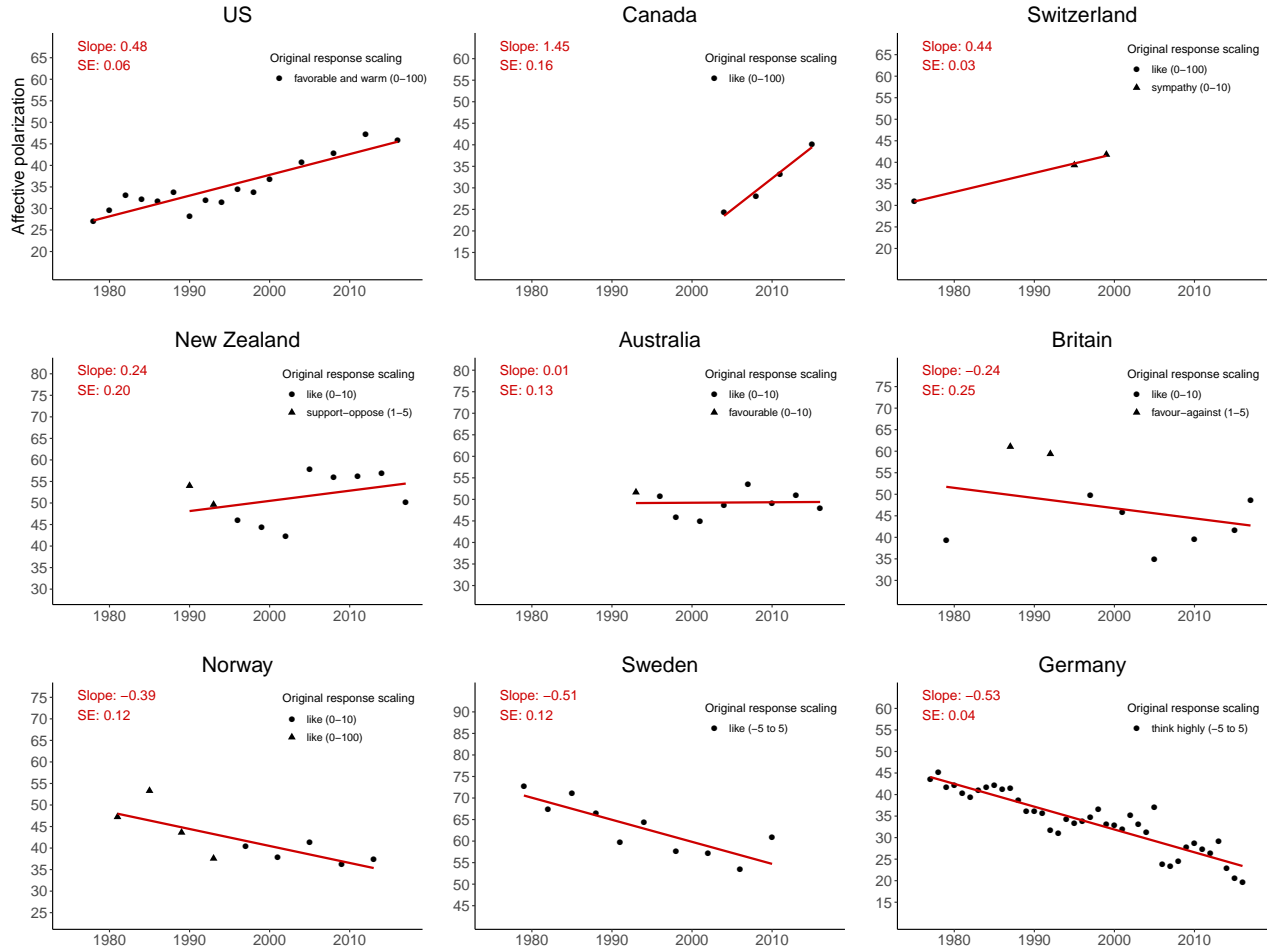 US
Slope: 0.48
SE: 0.06
Original response scaling
favorable and warm (0−100)
Affective polarization
65
60
55
50
45
40
35
30
25
20
1980 1990 2000 2010
Canada
Slope: 1.45
SE: 0.16
Original response scaling
like (0−100)
60
55
50
45
40
35
30
25
20
15
1980 1990 2000 2010
Switzerland
Slope: 0.44
SE: 0.03
Original response scaling
like (0−100)
sympathy (0−10)
65
60
55
50
45
40
35
30
25
20
1980 1990 2000 2010
New Zealand
Slope: 0.24
SE: 0.20
Original response scaling
like (0−10)
support−oppose (1−5)
80
75
70
65
60
55
50
45
40
35
30
1980 1990 2000 2010
Australia
Slope: 0.01
SE: 0.13
Original response scaling
like (0−10)
favourable (0−10)
80
75
70
65
60
55
50
45
40
35
30
1980 1990 2000 2010
Britain
Slope: −0.24
SE: 0.25
Original response scaling
like (0−10)
favour−against (1−5)
75
70
65
60
55
50
45
40
35
30
1980 1990 2000 2010
Norway
Slope: −0.39
SE: 0.12
Original response scaling
like (0−10)
like (0−100)
75
70
65
60
55
50
45
40
35
30
25
1980 1990 2000 2010
Sweden
Slope: −0.51
SE: 0.12
Original response scaling
like (−5 to 5)
90
85
80
75
70
65
60
55
50
45
1980 1990 2000 2010
Germany
Slope: −0.53
SE: 0.04
Original response scaling
think highly (−5 to 5)
60
55
50
45
40
35
30
25
20
15
1980 1990 2000 2010